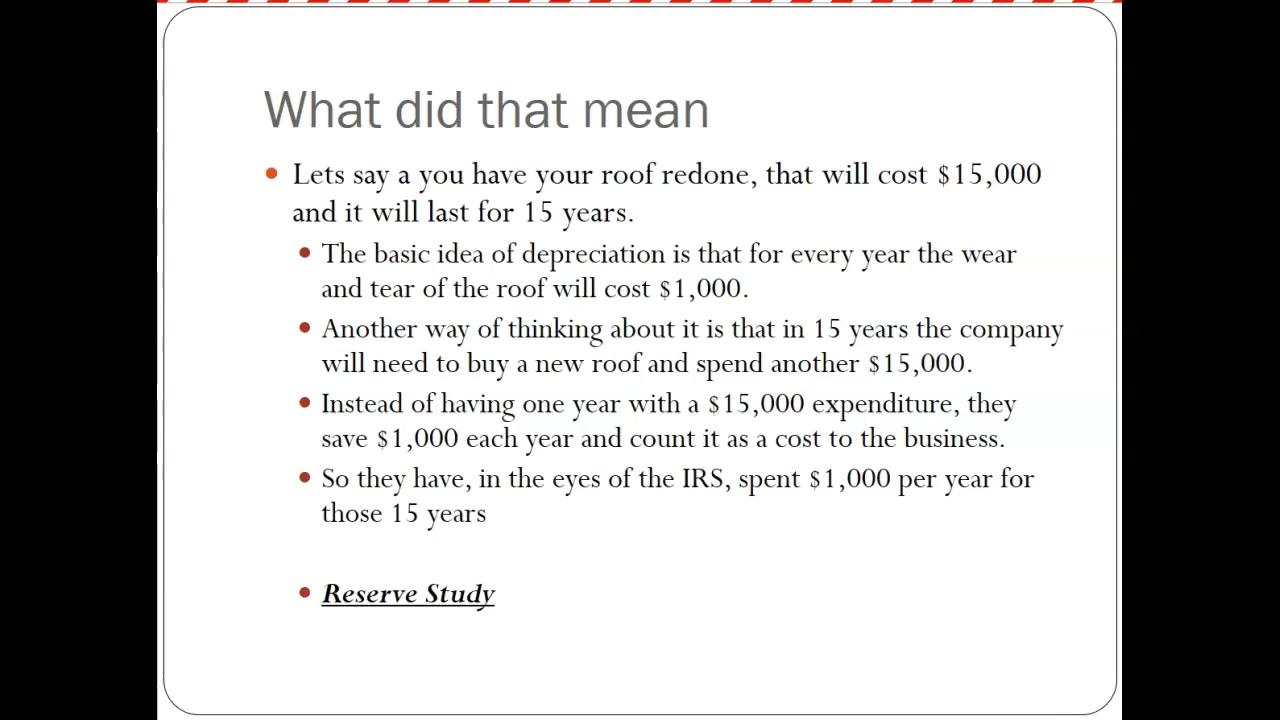 What did that mean
Lets say a you have your roof redone, that will cost $15,000
and it will last for 15 years.
The basic idea of depreciation is that for every year the wear
and tear of the roof will cost $1,000.
Another way of thinking about it is that in 15 years the company
will need to buy a new roof and spend another $15,000.
Instead of having one year with a $15,000 expenditure, they
save $1,000 each year and count it as a cost to the business.
So they have, in the eyes of the IRS, spent $1,000 per year for
those 15 years
Reserve Study